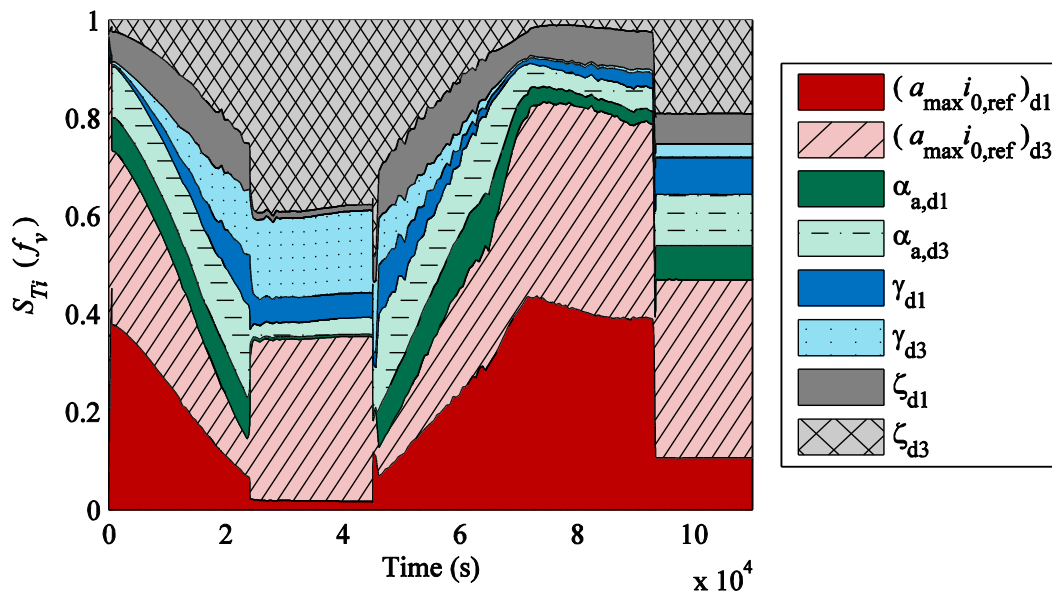 1
0.8
0.6
0.4
0.2
0
S_Ti (f_v)
0 2 4 6 8 10
Time (s)
x 10^4
(a_max i_0,ref)_d1
(a_max i_0,ref)_d3
α_a,d1
α_a,d3
γ_d1
γ_d3
ζ_d1
ζ_d3